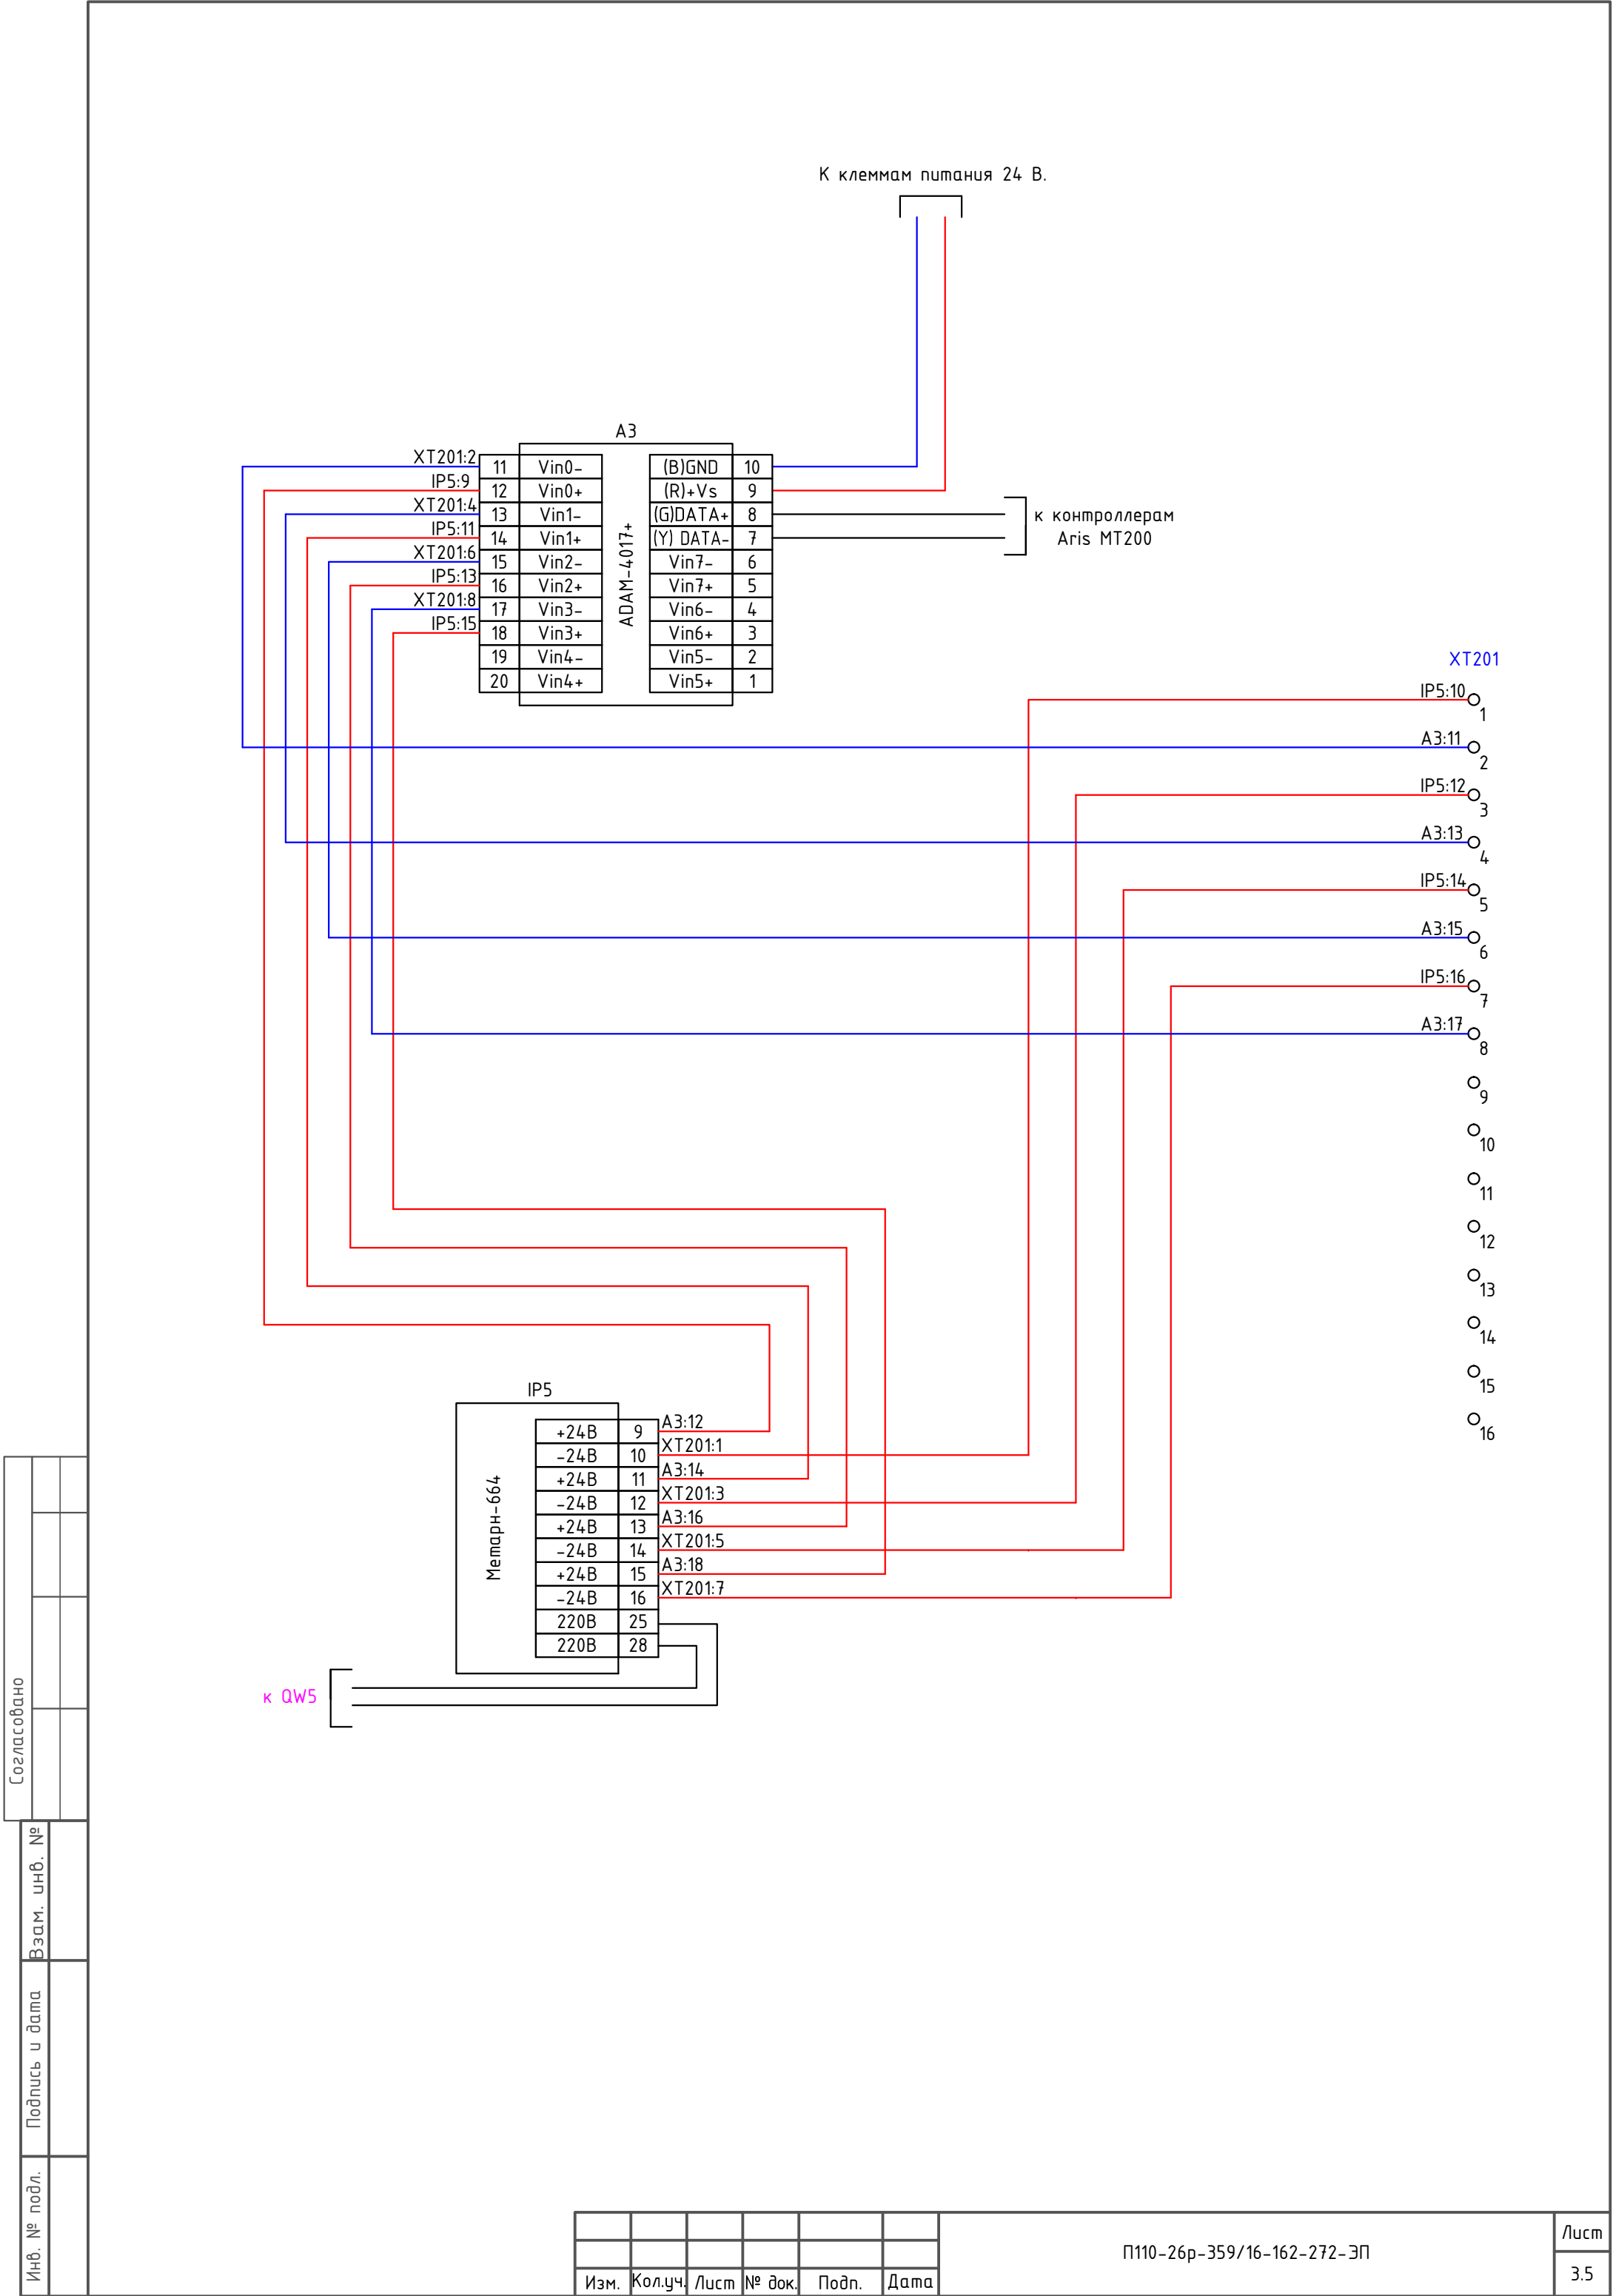 К клеммам питания 24 В.
А3
XT201:2 11 Vin0- (B)GND 10
IP5:9 12 Vin0+ (R)+Vs 9
XT201:4 13 Vin1- (G)DATA+ 8
IP5:11 14 Vin1+ (Y) DATA- 7
XT201:6 15 Vin2- Vin7- 6
IP5:13 16 Vin2+ Vin7+ 5
XT201:8 17 Vin3- Vin6- 4
IP5:15 18 Vin3+ Vin6+ 3
19 Vin4- Vin5- 2
20 Vin4+ Vin5+ 1
ADAM-4017+
к контроллерам
Aris MT200
XT201
IP5:10 1
А3:11 2
IP5:12 3
А3:13 4
IP5:14 5
А3:15 6
IP5:16 7
А3:17 8
9
10
11
12
13
14
15
16
IP5
Метарн-664
+24В 9 А3:12
-24В 10 XT201:1
+24В 11 А3:14
-24В 12 XT201:3
+24В 13 А3:16
-24В 14 XT201:5
+24В 15 А3:18
-24В 16 XT201:7
220В 25
220В 28
к QW5
Согласовано
Взам. инв. №
Подпись и дата
Инв. № подл.
Изм. Кол.уч. Лист № док. Подп. Дата
П110-26р-359/16-162-272-ЭП
Лист
3.5